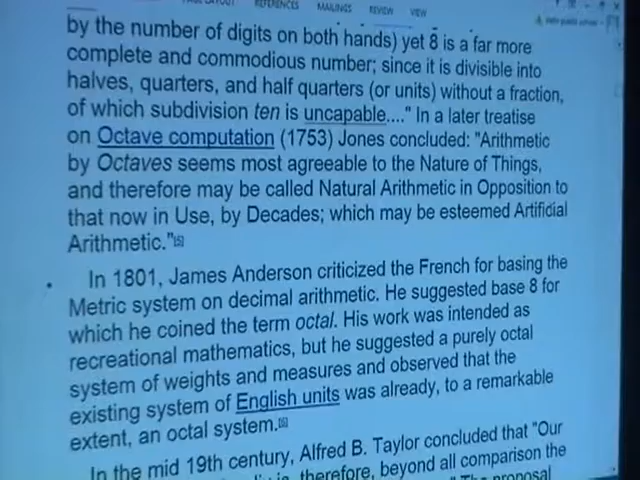 REFERENCES MAILINGS REVIEW VIEW
by the number of digits on both hands) yet 8 is a far more
complete and commodious number; since it is divisible into
halves, quarters, and half quarters (or units) without a fraction,
of which subdivision ten is uncapable...." In a later treatise
on Octave computation (1753) Jones concluded: "Arithmetic
by Octaves seems most agreeable to the Nature of Things,
and therefore may be called Natural Arithmetic in Opposition to
that now in Use, by Decades; which may be esteemed Artificial
Arithmetic."[5]
• In 1801, James Anderson criticized the French for basing the
Metric system on decimal arithmetic. He suggested base 8 for
which he coined the term octal. His work was intended as
recreational mathematics, but he suggested a purely octal
system of weights and measures and observed that the
existing system of English units was already, to a remarkable
extent, an octal system.[6]
In the mid 19th century, Alfred B. Taylor concluded that "Our
therefore, beyond all comparison the
proposal